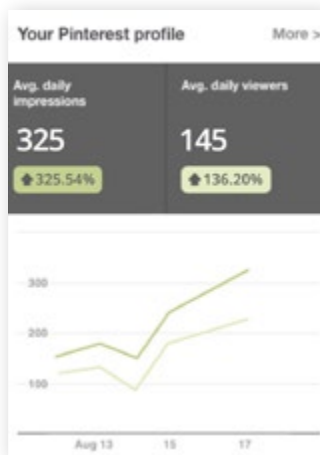 Your Pinterest profile More >
Avg. daily
impressions
Avg. daily viewers
325
145
325.54%
136.20%
300
200
100
Aug 13 15 17